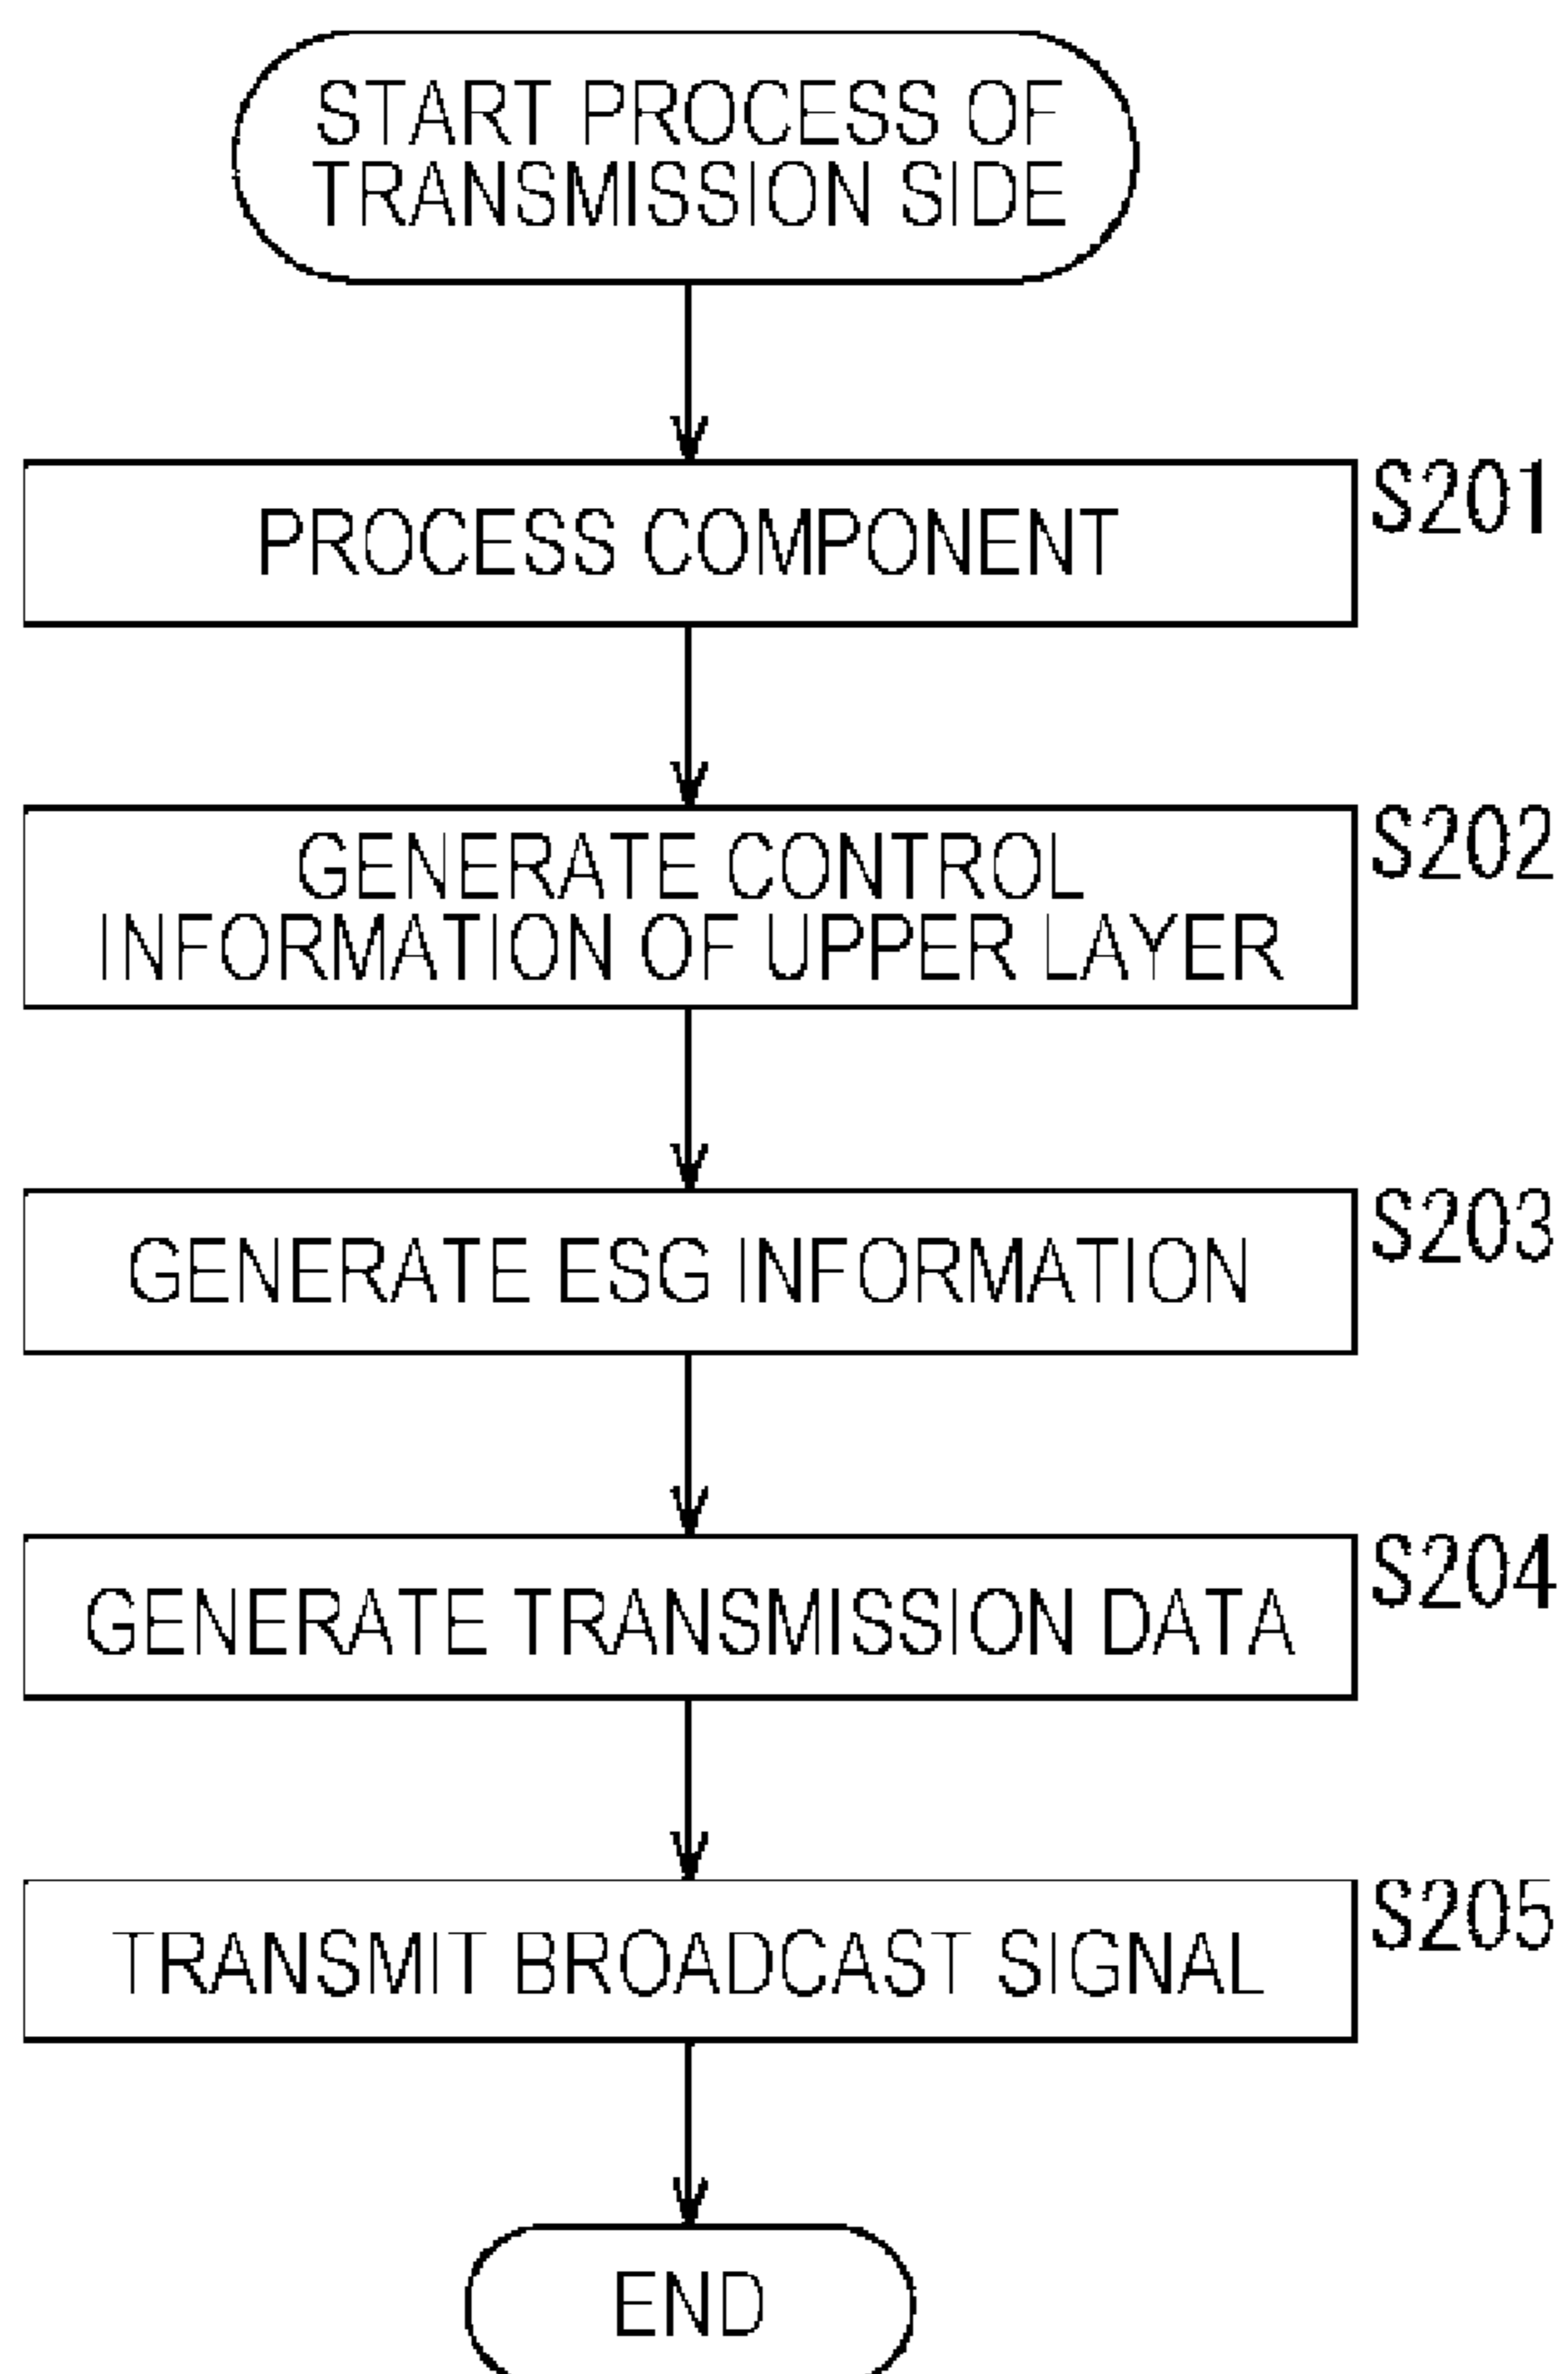 START PROCESS OF
TRANSMISSION SIDE
S201
PROCESS COMPONENT
S202
GENERATE CONTROL
INFORMATION OF UPPER LAYER
S203
GENERATE ESG INFORMATION
S204
GENERATE TRANSMISSION DATA
S205
TRANSMIT BROADCAST SIGNAL
END